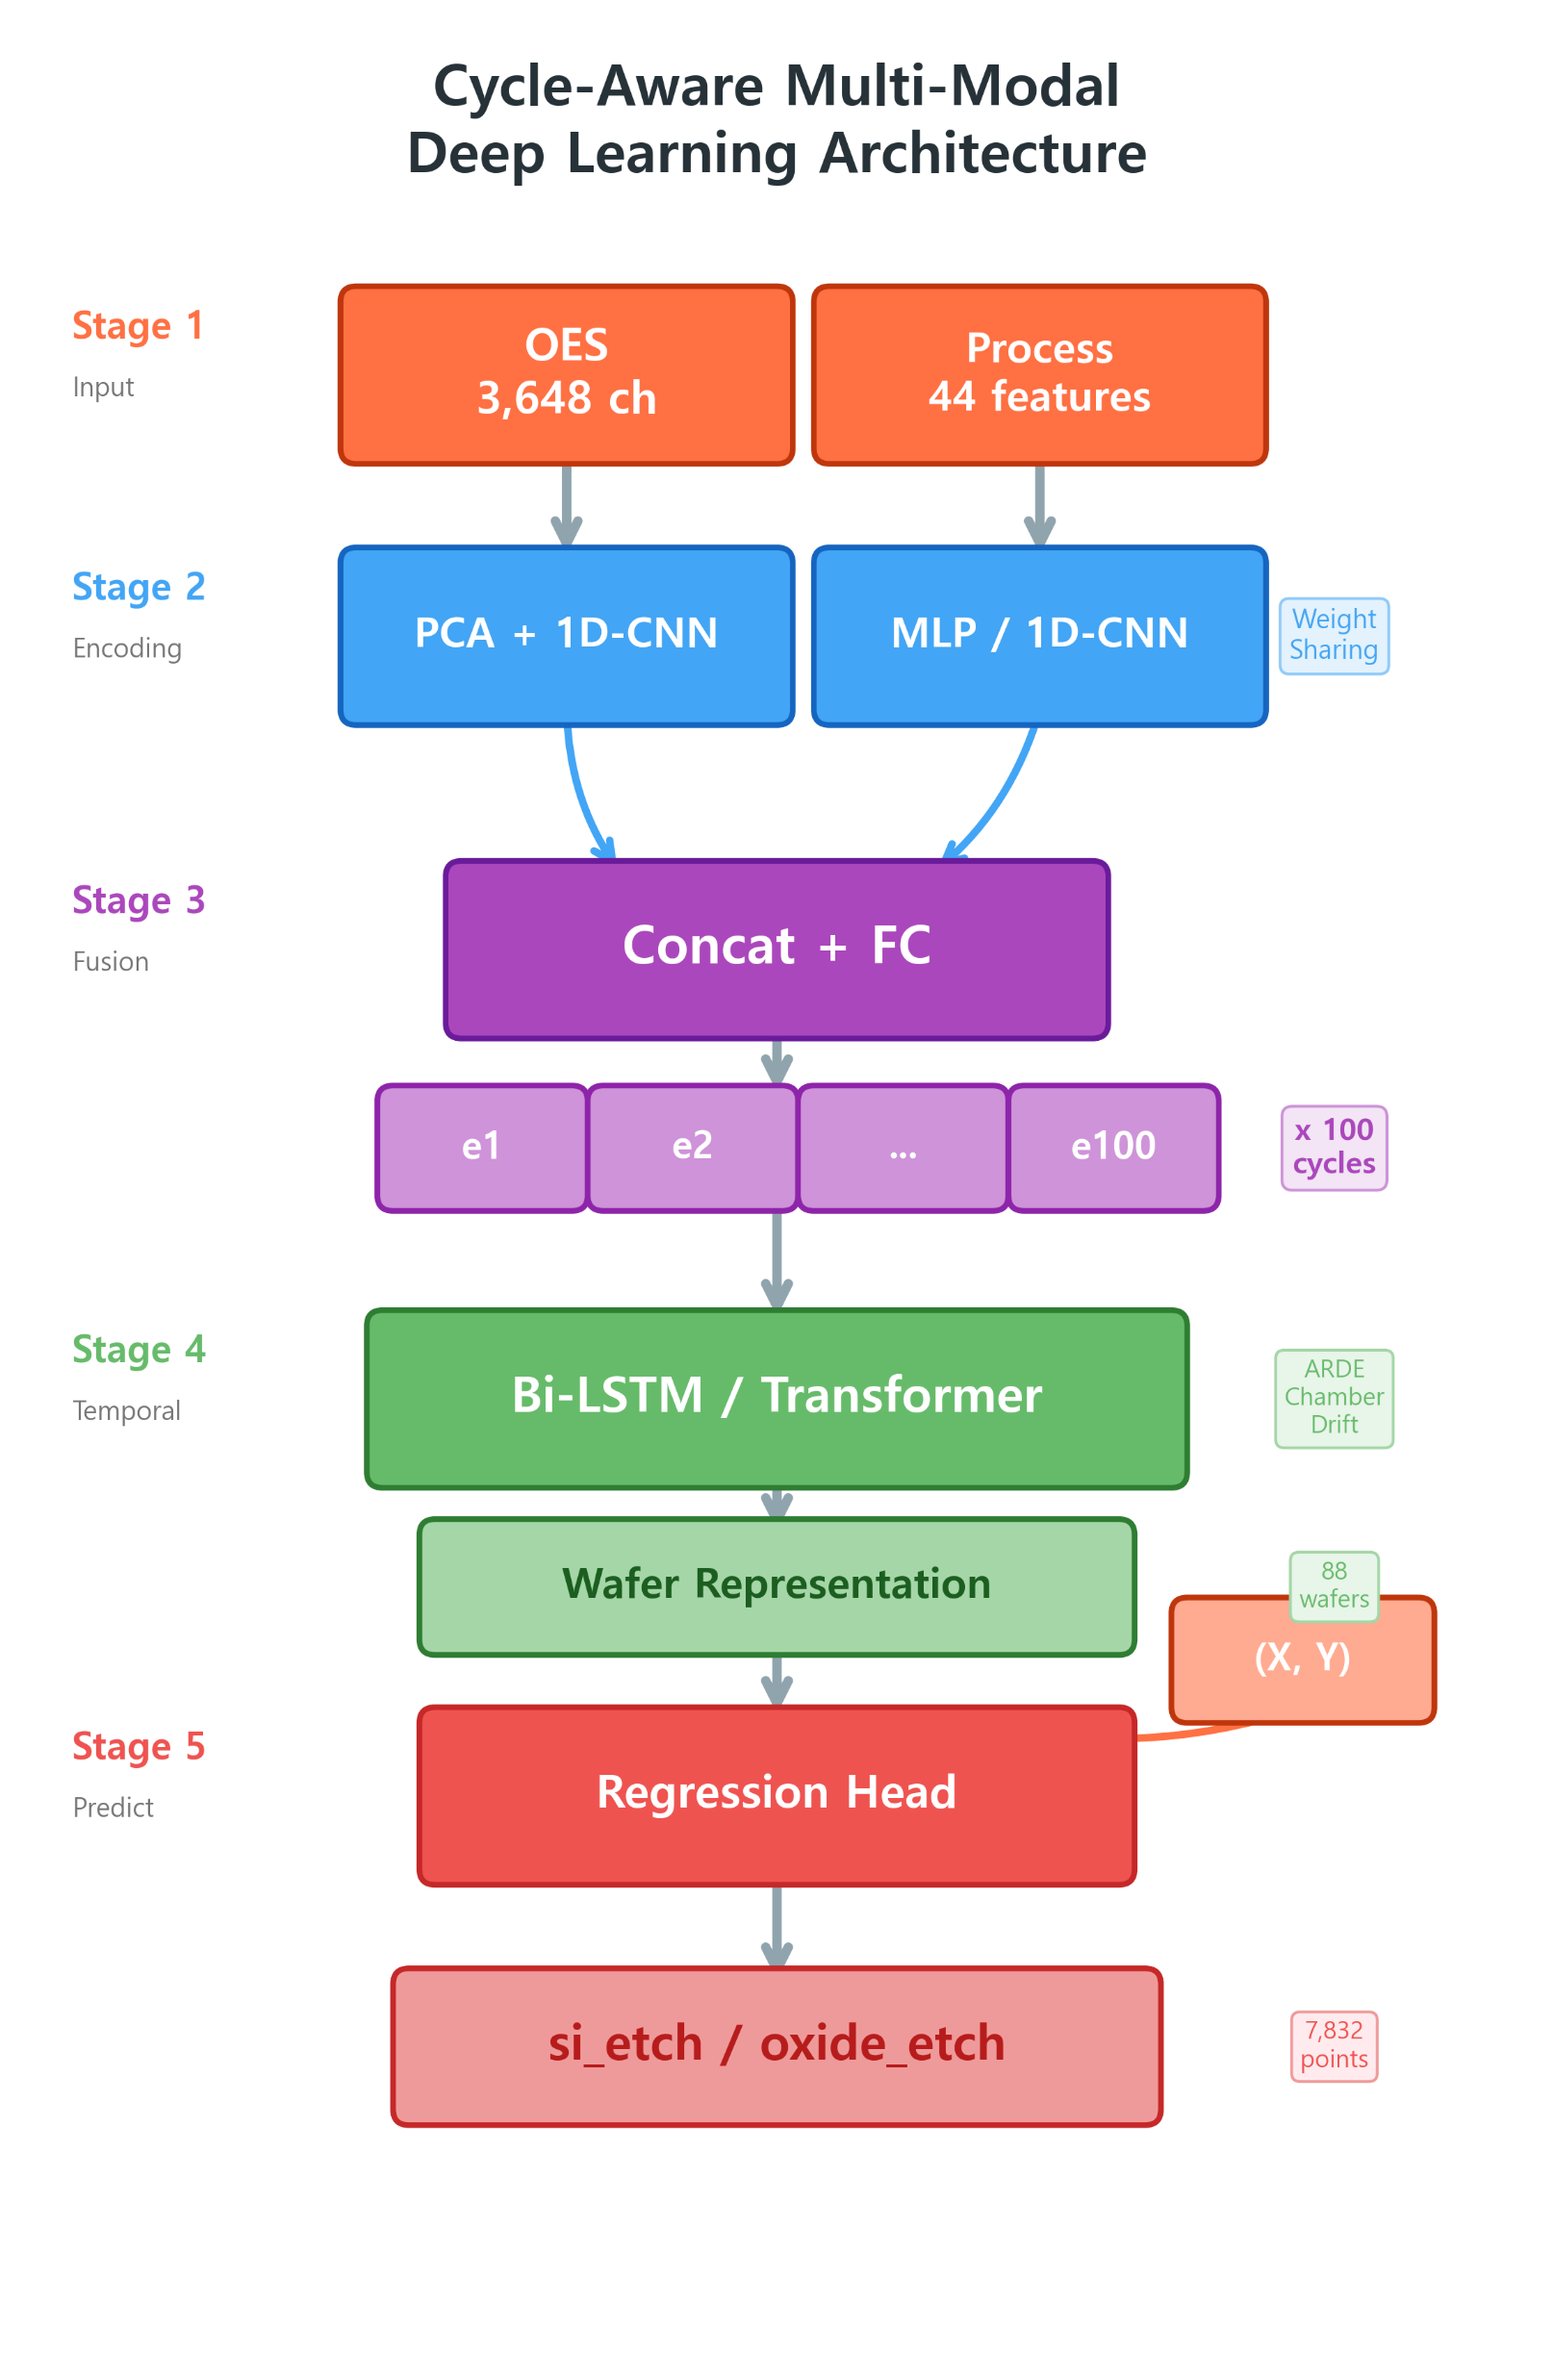 Cycle-Aware Multi-Modal
Deep Learning Architecture
Stage 1
Input
OES
3,648 ch
Process
44 features
Stage 2
Encoding
PCA + 1D-CNN
MLP / 1D-CNN
Weight
Sharing
Stage 3
Fusion
Concat + FC
e1
e2
...
e100
x 100
cycles
Stage 4
Temporal
Bi-LSTM / Transformer
ARDE
Chamber
Drift
Wafer Representation
88
wafers
(X, Y)
Stage 5
Predict
Regression Head
si_etch / oxide_etch
7,832
points